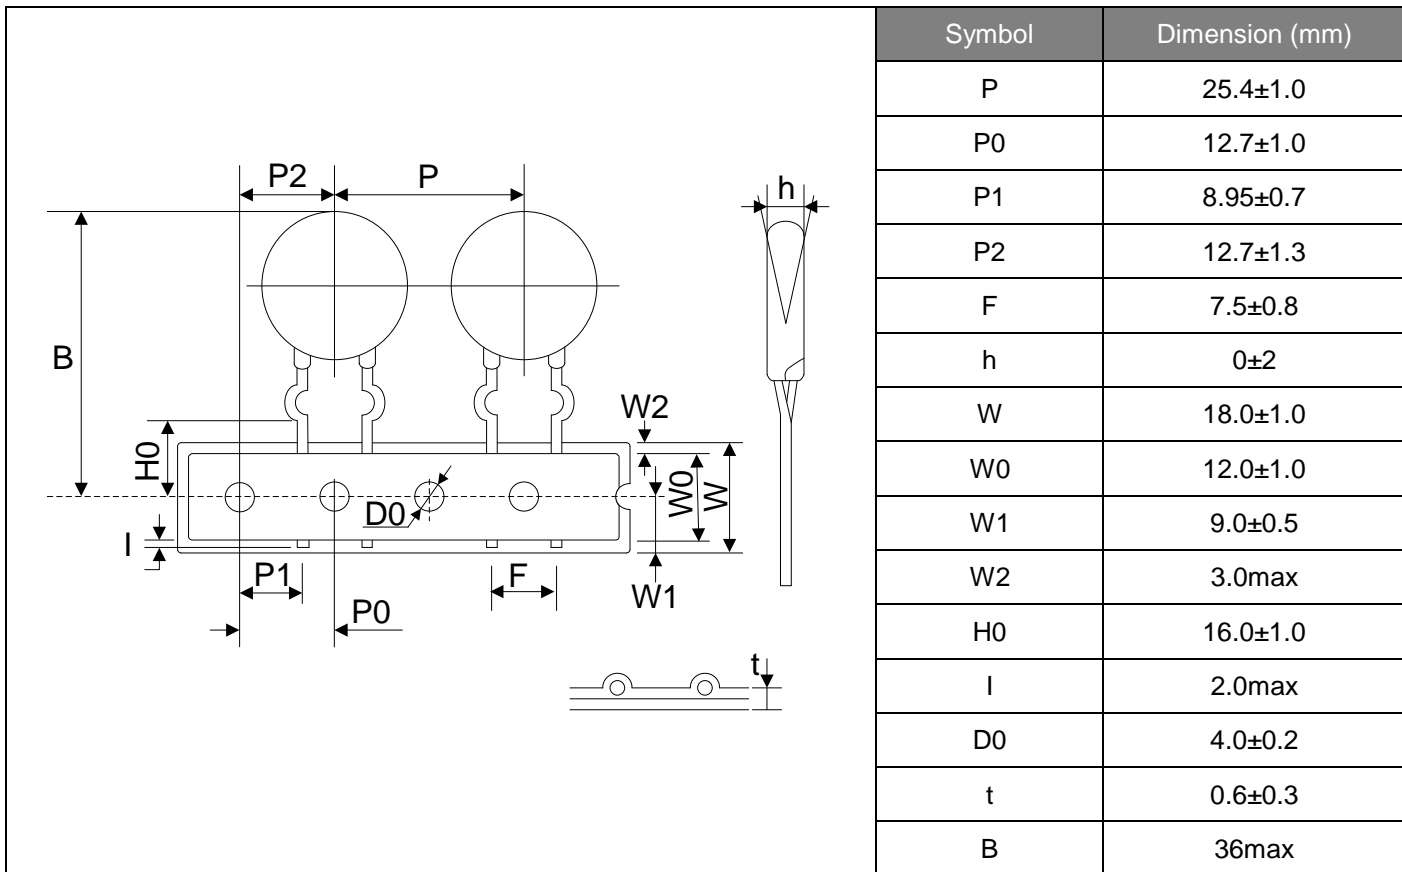 P2
P
h
B
H0
W2
W0
W
D0
I
P1
F
W1
P0
t
Symbol Dimension (mm)
P 25.4±1.0
P0 12.7±1.0
P1 8.95±0.7
P2 12.7±1.3
F 7.5±0.8
h 0±2
W 18.0±1.0
W0 12.0±1.0
W1 9.0±0.5
W2 3.0max
H0 16.0±1.0
I 2.0max
D0 4.0±0.2
t 0.6±0.3
B 36max